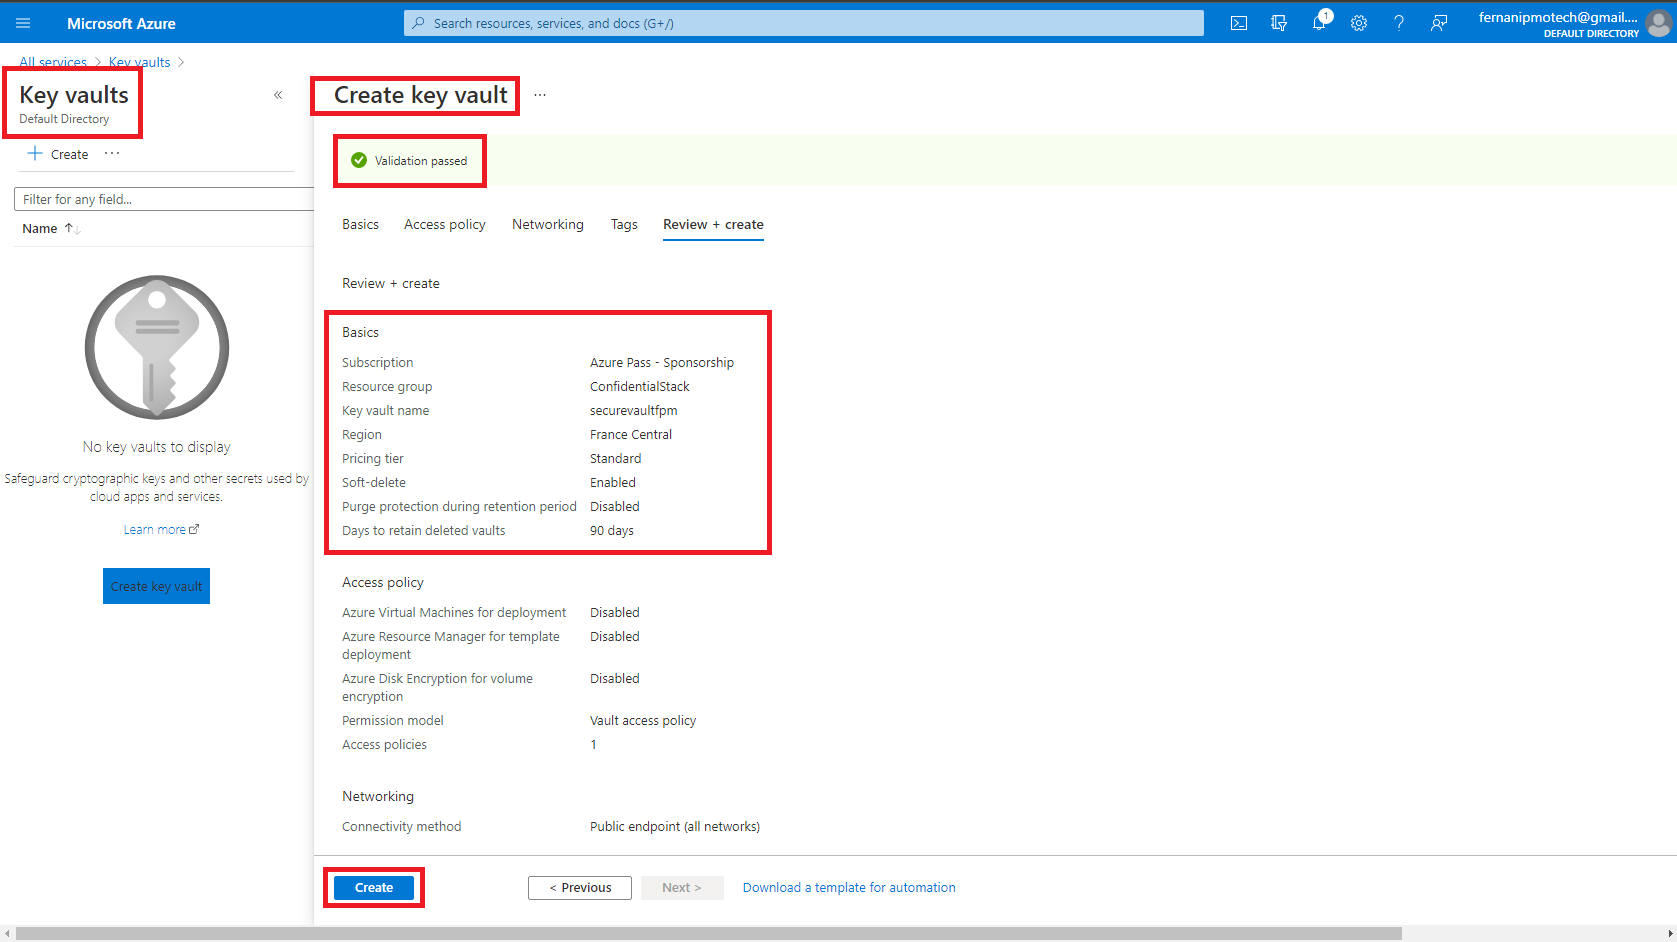 Microsoft Azure
Search resources, services, and docs (G+/)
1
fernanipmotech@gmail....
DEFAULT DIRECTORY
All services > Key vaults >
Key vaults
Default Directory
«
+ Create ...
Filter for any field...
Name ↑↓
No key vaults to display
Safeguard cryptographic keys and other secrets used by
cloud apps and services.
Learn more
Create key vault
Create key vault ...
Validation passed
Basics Access policy Networking Tags Review + create
Review + create
Basics
Subscription Azure Pass - Sponsorship
Resource group ConfidentialStack
Key vault name securevaultfpm
Region France Central
Pricing tier Standard
Soft-delete Enabled
Purge protection during retention period Disabled
Days to retain deleted vaults 90 days
Access policy
Azure Virtual Machines for deployment Disabled
Azure Resource Manager for template Disabled
deployment
Azure Disk Encryption for volume Disabled
encryption
Permission model Vault access policy
Access policies 1
Networking
Connectivity method Public endpoint (all networks)
Create < Previous Next > Download a template for automation